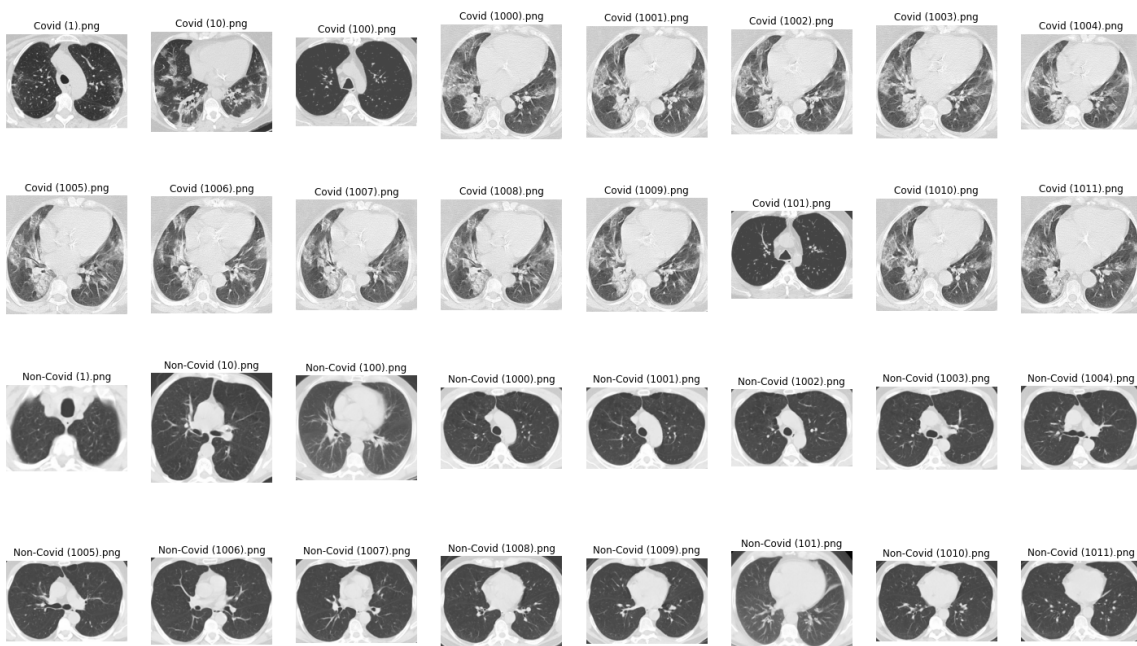 Covid (1).png
Covid (10).png
Covid (100).png
Covid (1000).png
Covid (1001).png
Covid (1002).png
Covid (1003).png
Covid (1004).png
Covid (1005).png
Covid (1006).png
Covid (1007).png
Covid (1008).png
Covid (1009).png
Covid (101).png
Covid (1010).png
Covid (1011).png
Non-Covid (1).png
Non-Covid (10).png
Non-Covid (100).png
Non-Covid (1000).png
Non-Covid (1001).png
Non-Covid (1002).png
Non-Covid (1003).png
Non-Covid (1004).png
Non-Covid (1005).png
Non-Covid (1006).png
Non-Covid (1007).png
Non-Covid (1008).png
Non-Covid (1009).png
Non-Covid (101).png
Non-Covid (1010).png
Non-Covid (1011).png